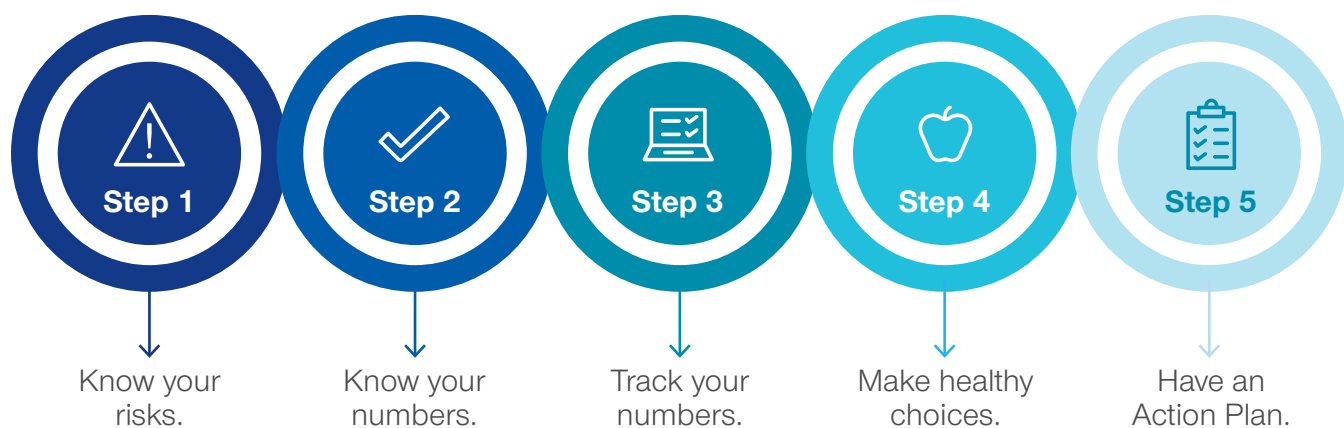 Step 1
Step 2
Step 3
Step 4
Step 5
Know your
risks.
Know your
numbers.
Track your
numbers.
Make healthy
choices.
Have an
Action Plan.